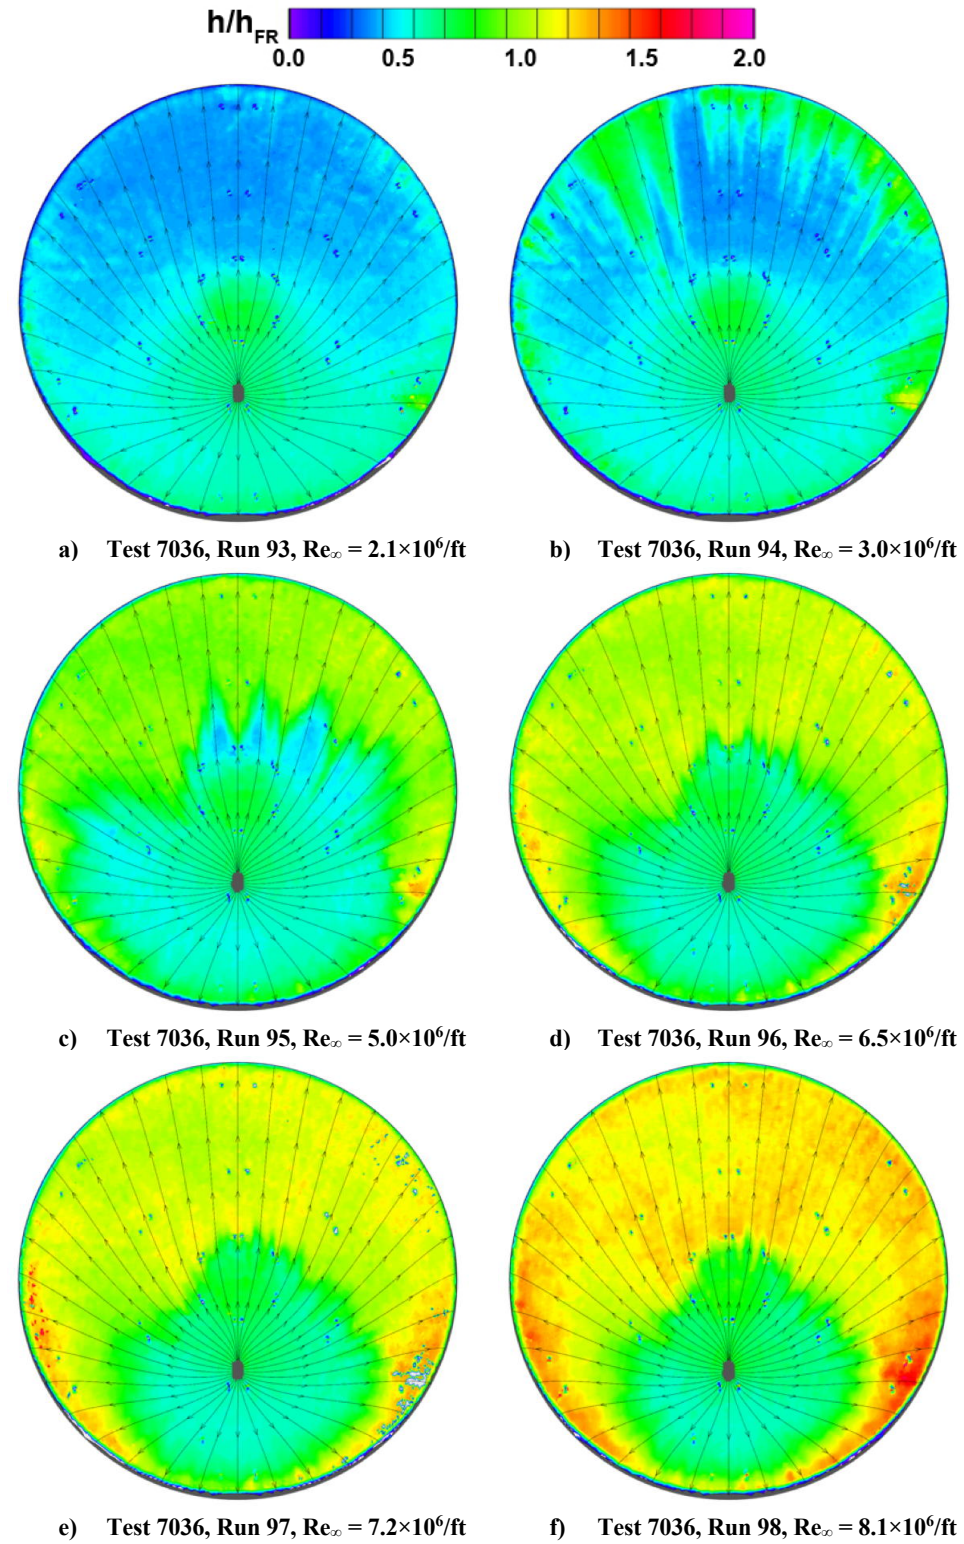 h/hFR
0.0 0.5 1.0 1.5 2.0
a) Test 7036, Run 93, Re∞ = 2.1×10⁶/ft
b) Test 7036, Run 94, Re∞ = 3.0×10⁶/ft
c) Test 7036, Run 95, Re∞ = 5.0×10⁶/ft
d) Test 7036, Run 96, Re∞ = 6.5×10⁶/ft
e) Test 7036, Run 97, Re∞ = 7.2×10⁶/ft
f) Test 7036, Run 98, Re∞ = 8.1×10⁶/ft